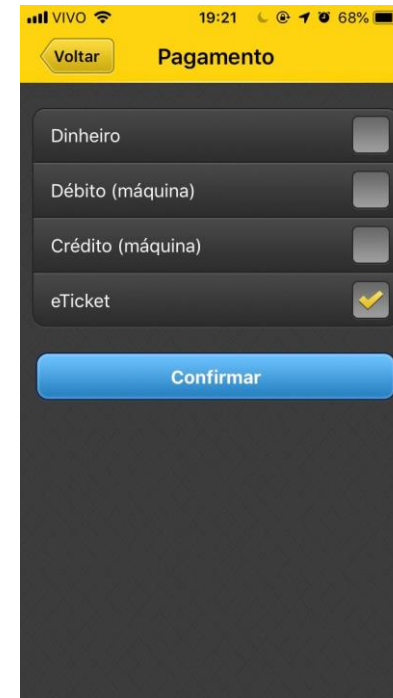 VIVO 19:21 68%
Voltar Pagamento
Dinheiro
Débito (máquina)
Crédito (máquina)
eTicket
Confirmar